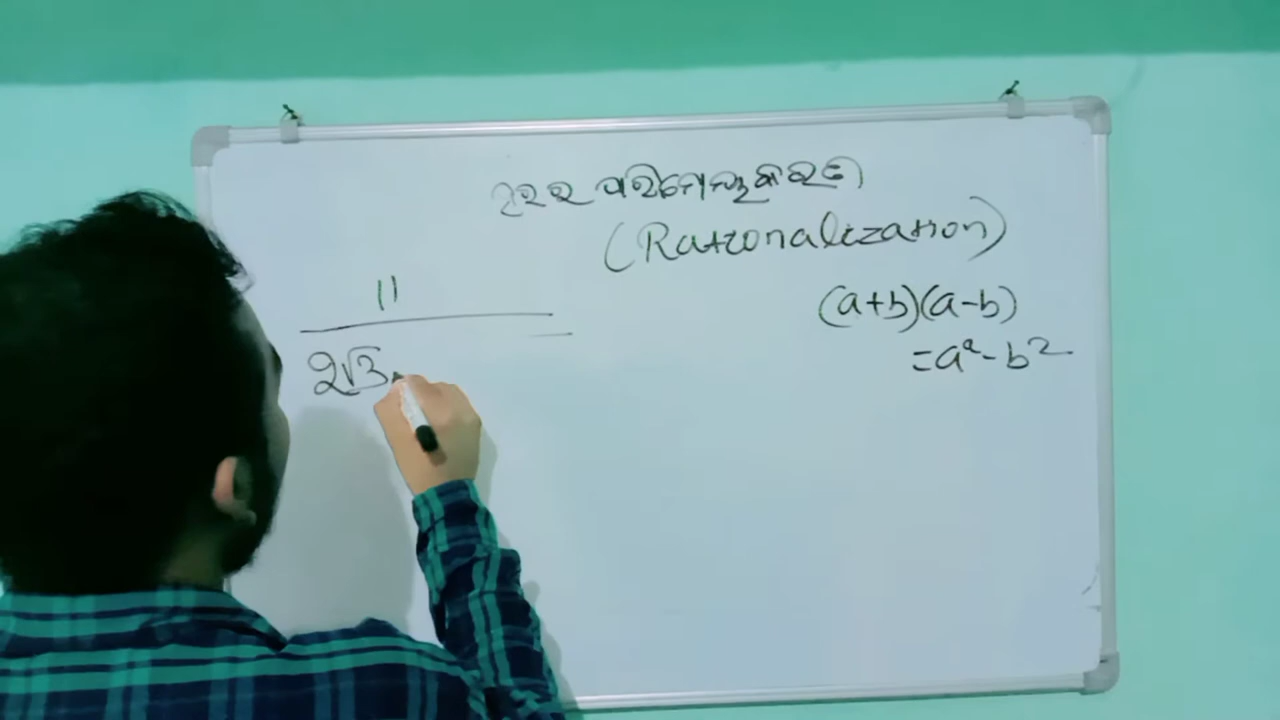 ହରର ପରିମେୟକରଣ
(Rationalization)
11
2√3
(a+b)(a-b)
=a²-b²